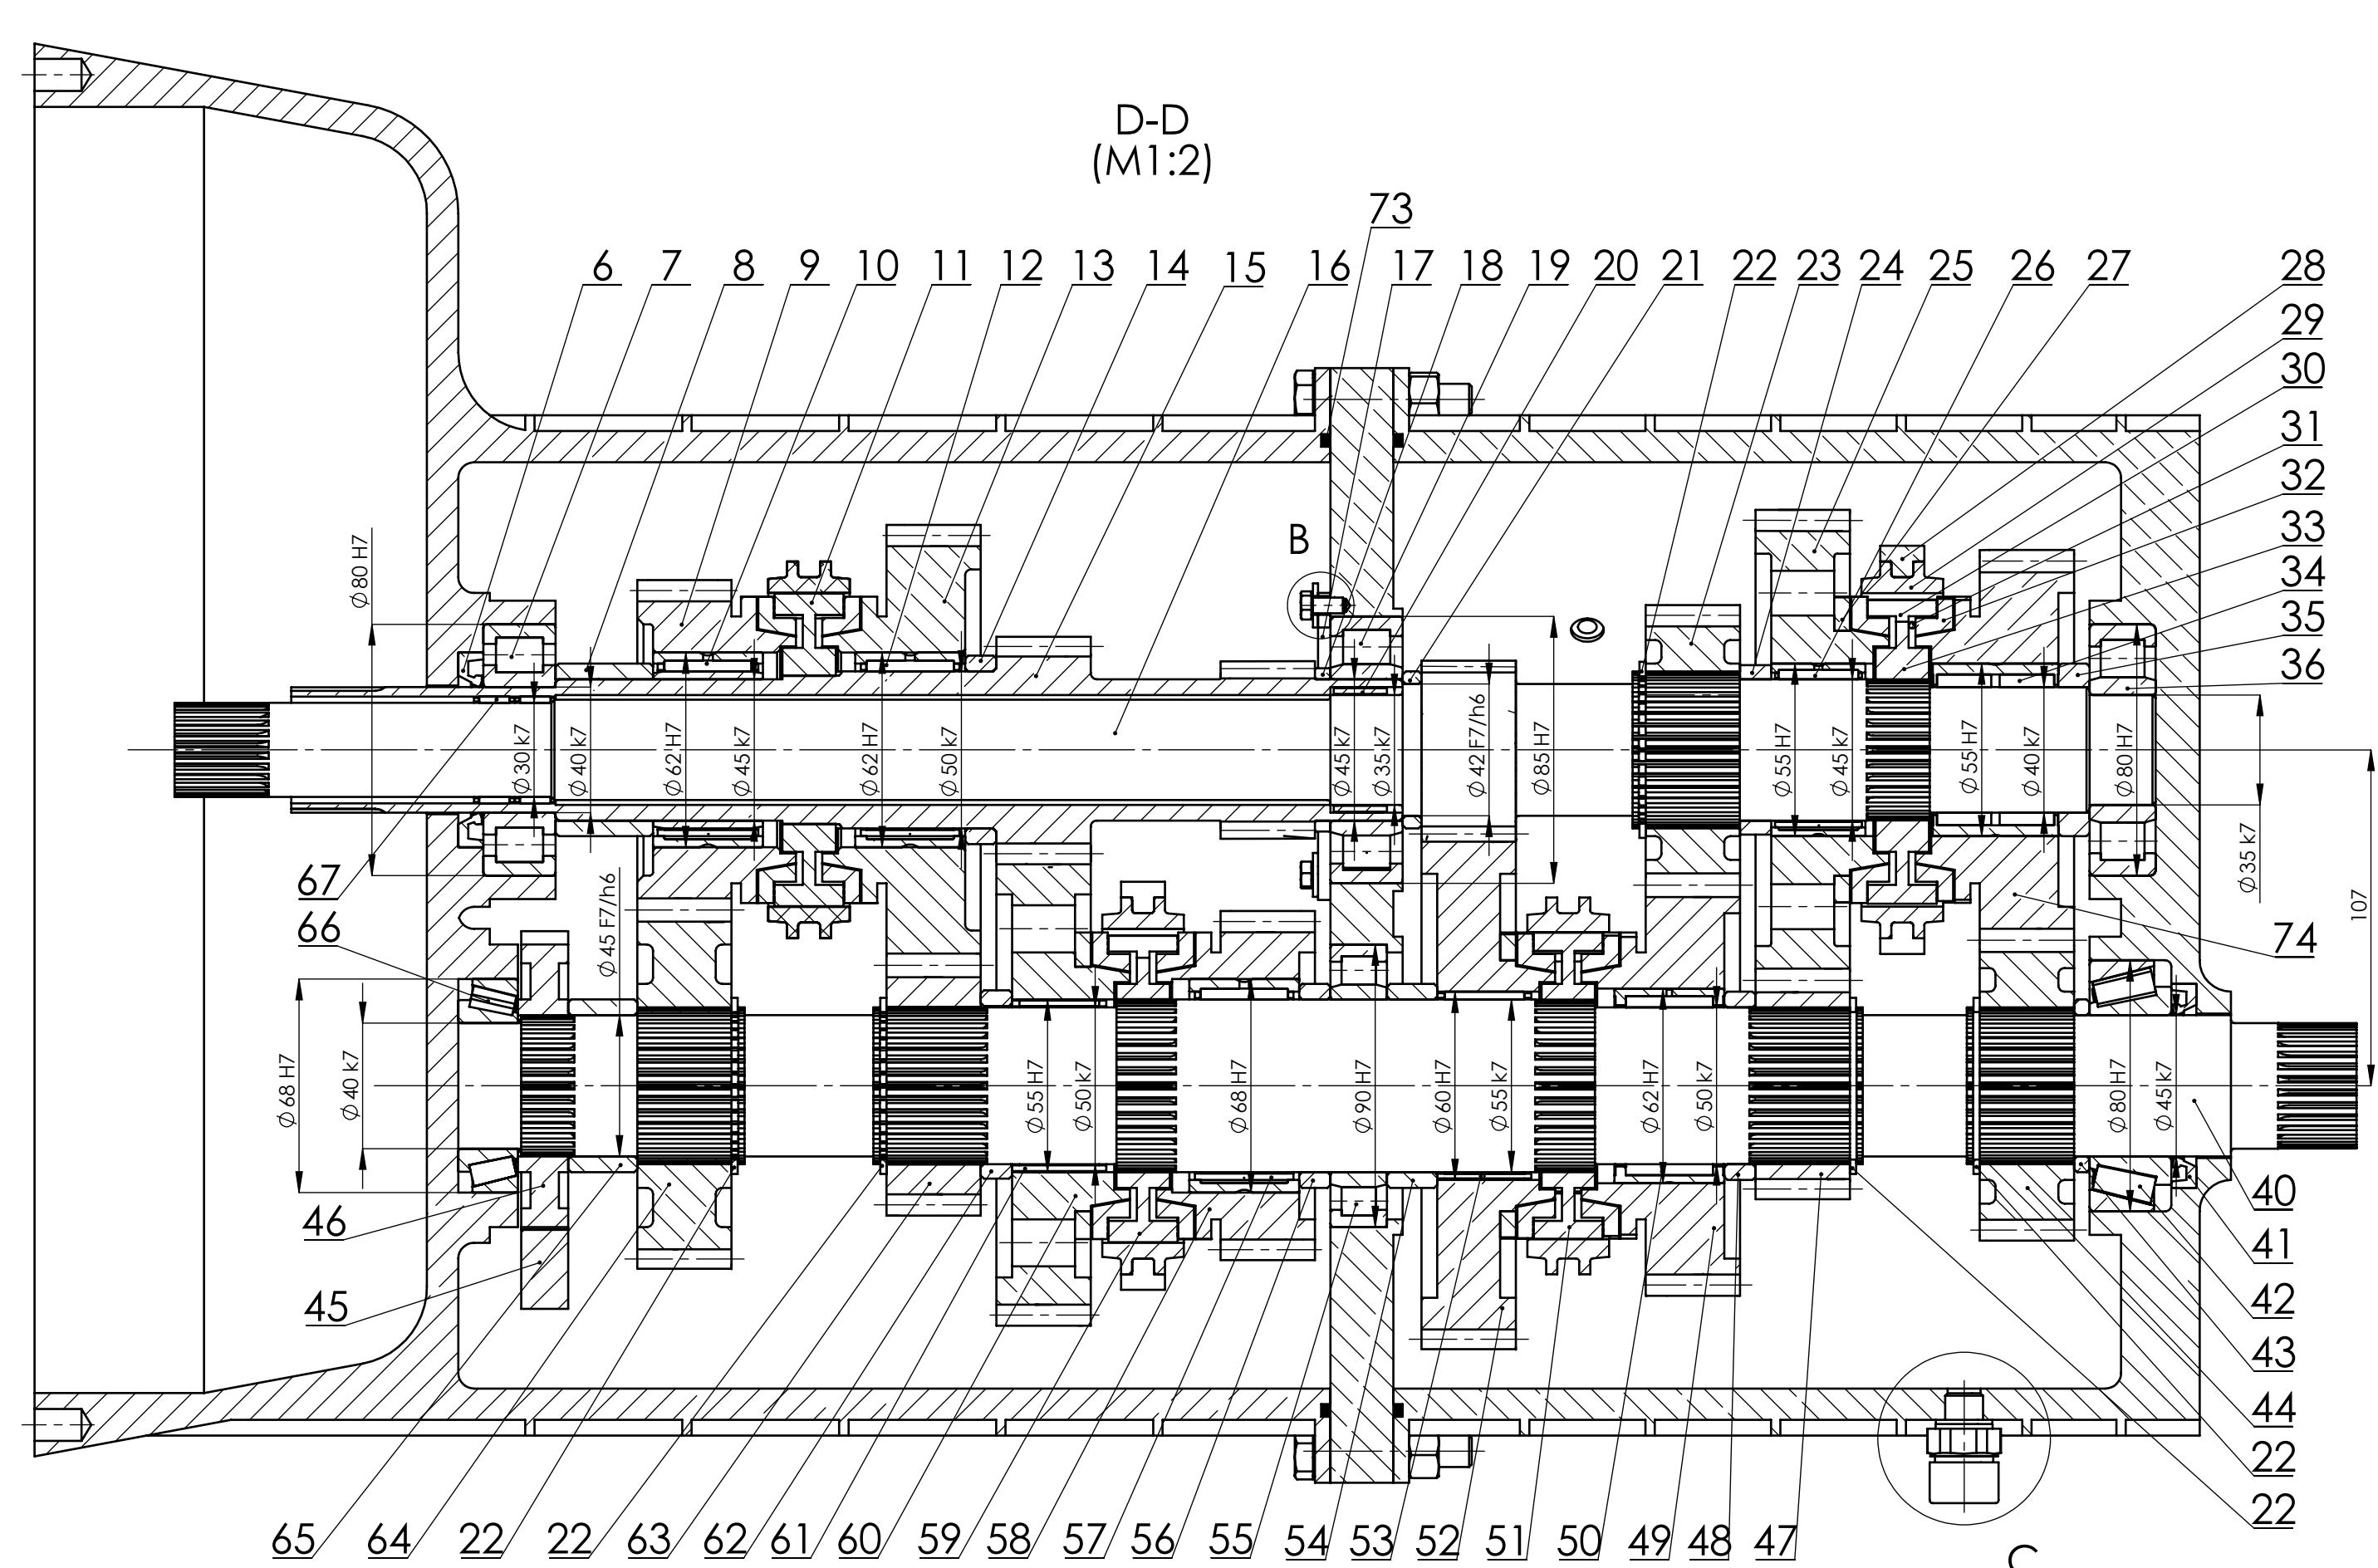 D-D
(M1:2)
73
6 7 8 9 10 11 12 13 14 15 16 17 18 19 20 21 22 23 24 25 26 27 28
29
30
31
32
33
34
35
36
B
⌀80 H7
⌀30 k7
⌀40 k7
⌀62 H7
⌀45 k7
⌀62 H7
⌀50 k7
⌀45 k7
⌀35 k7
⌀42 F7/h6
⌀85 H7
⌀55 H7
⌀45 k7
⌀55 H7
⌀40 k7
⌀80 H7
⌀35 k7
107
67
66
74
⌀45 F7/h6
⌀68 H7
⌀40 k7
⌀55 H7
⌀50 k7
⌀68 H7
⌀90 H7
⌀60 H7
⌀55 k7
⌀62 H7
⌀50 k7
⌀80 H7
⌀45 k7
46
45
40
41
42
43
44
22
22
65 64 22 22 63 62 61 60 59 58 57 56 55 54 53 52 51 50 49 48 47
C